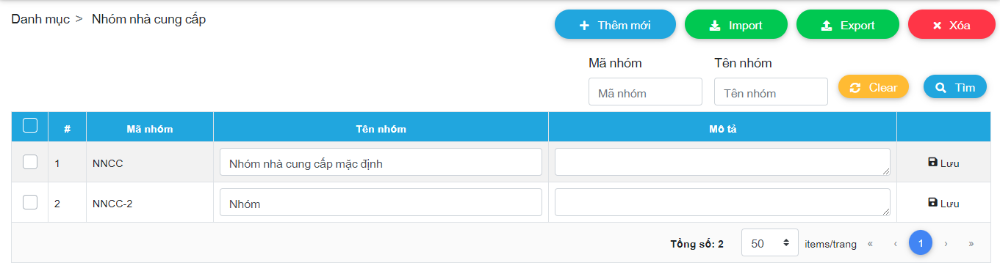 Danh mục > Nhóm nhà cung cấp
Thêm mới Import Export Xóa
Mã nhóm Tên nhóm
Mã nhóm Tên nhóm Clear Tìm
# Mã nhóm Tên nhóm Mô tả
1 NNCC Nhóm nhà cung cấp mặc định Lưu
2 NNCC-2 Nhóm Lưu
Tổng số: 2 50 items/trang « ‹ 1 › »